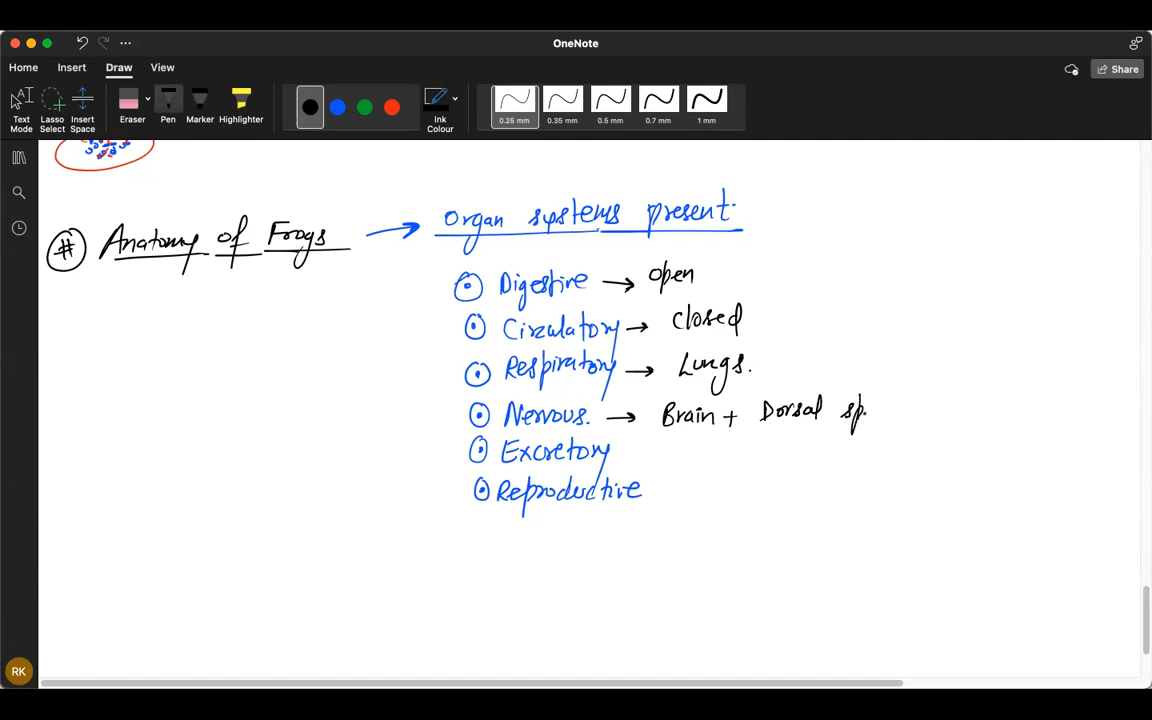 OneNote
Home Insert Draw View
Share
Text Mode
Lasso Select
Insert Space
Eraser
Pen
Marker
Highlighter
Ink Colour
0.25 mm
0.35 mm
0.5 mm
0.7 mm
1 mm
# Anatomy of Frogs → Organ systems present.
Digestive → open
Circulatory → closed
Respiratory → Lungs.
Nervous. → Brain + Dorsal sp.
Excretory
Reproductive
RK